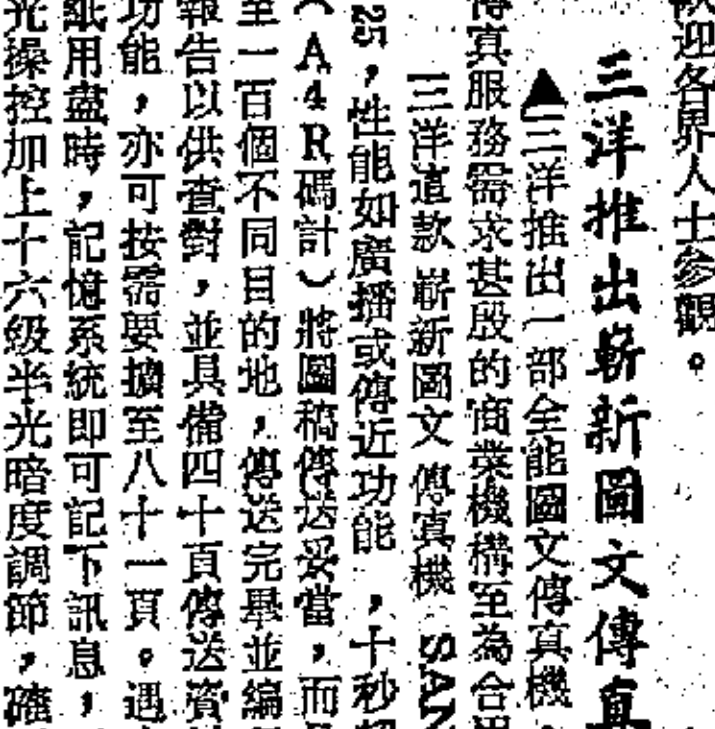 歡迎各界人士參觀。
三洋推出嶄新圖文傳真
▲三洋推出一部全能圖文傳真機,
傳真服務需求甚殷的商業機構至為合用
三洋這款嶄新圖文傳真機 SAN
25,性能如廣播或傳近功能,十秒
(A4R碼計)將圖稿傳送妥當,而
至一百個不同目的地,傳送完畢並編
報告以供查對,並具備四十頁傳送資
功能,亦可按需要擴至八十一頁。遇
紙用盡時,記憶系統即可記下訊息,
光操控加上十六級半光暗度調節,確